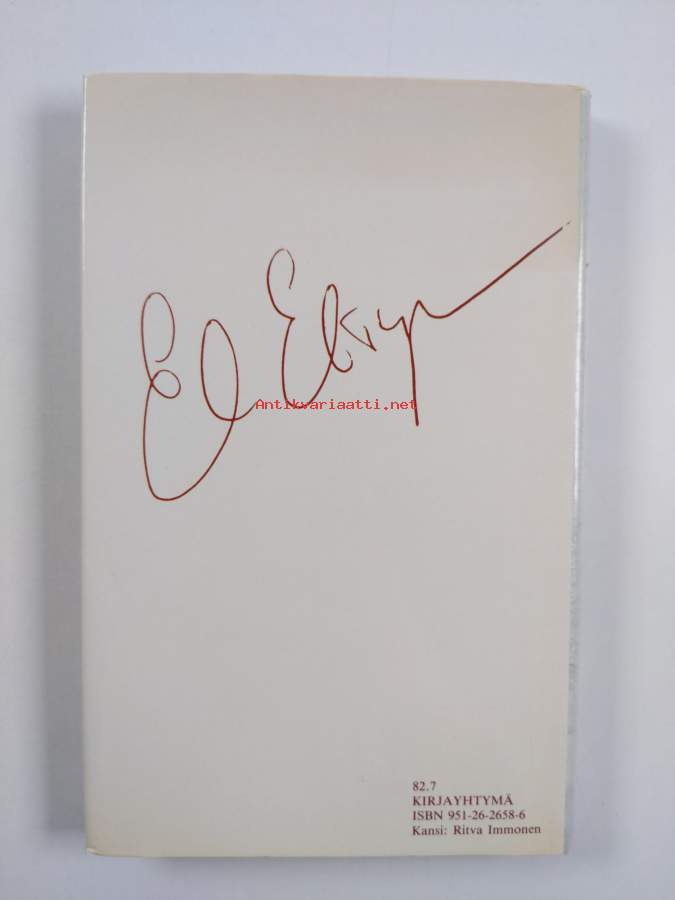 Antikvariaatti.net
82.7
KIRJAYHTYMÄ
ISBN 951-26-2658-6
Kansi: Ritva Immonen